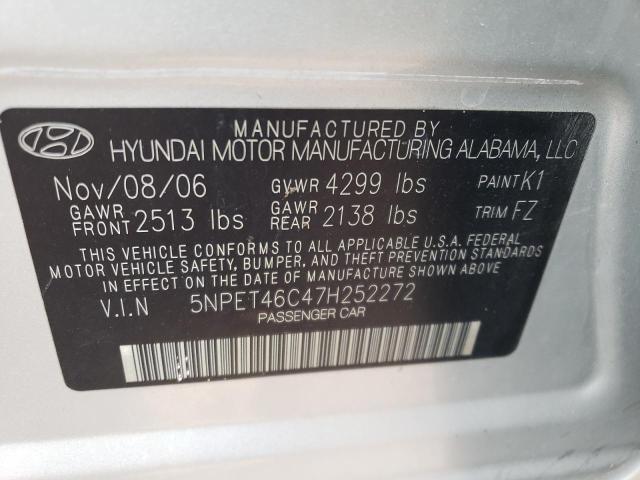 MANUFACTURED BY
HYUNDAI MOTOR MANUFACTURING ALABAMA, LLC
Nov/08/06 GVWR 4299 lbs PAINT K1
GAWR FRONT 2513 lbs GAWR REAR 2138 lbs TRIM FZ
THIS VEHICLE CONFORMS TO ALL APPLICABLE U.S.A. FEDERAL
MOTOR VEHICLE SAFETY, BUMPER, AND THEFT PREVENTION STANDARDS
IN EFFECT ON THE DATE OF MANUFACTURE SHOWN ABOVE
V.I.N 5NPET46C47H252272
PASSENGER CAR